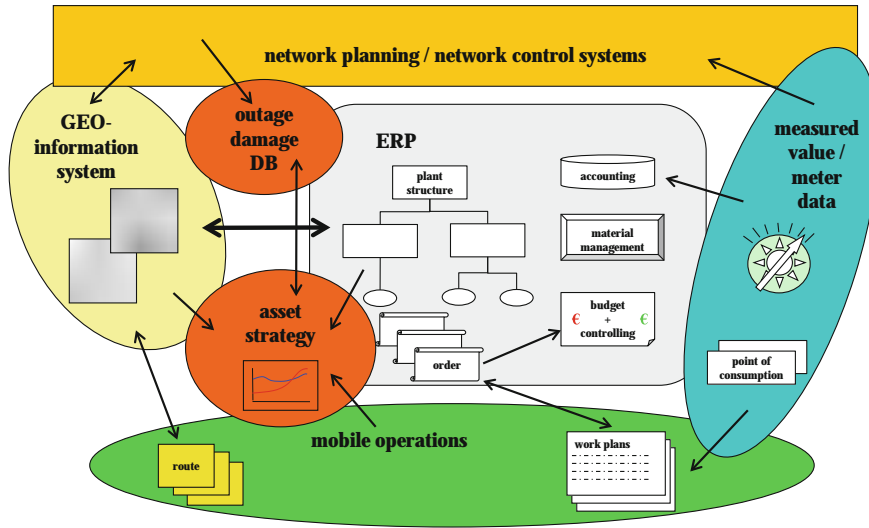 network planning / network control systems
GEO-
information
system
outage
damage
DB
ERP
plant
structure
accounting
material
management
measured
value /
meter
data
asset
strategy
budget
€ + €
controlling
order
point of
consumption
mobile operations
route
work plans